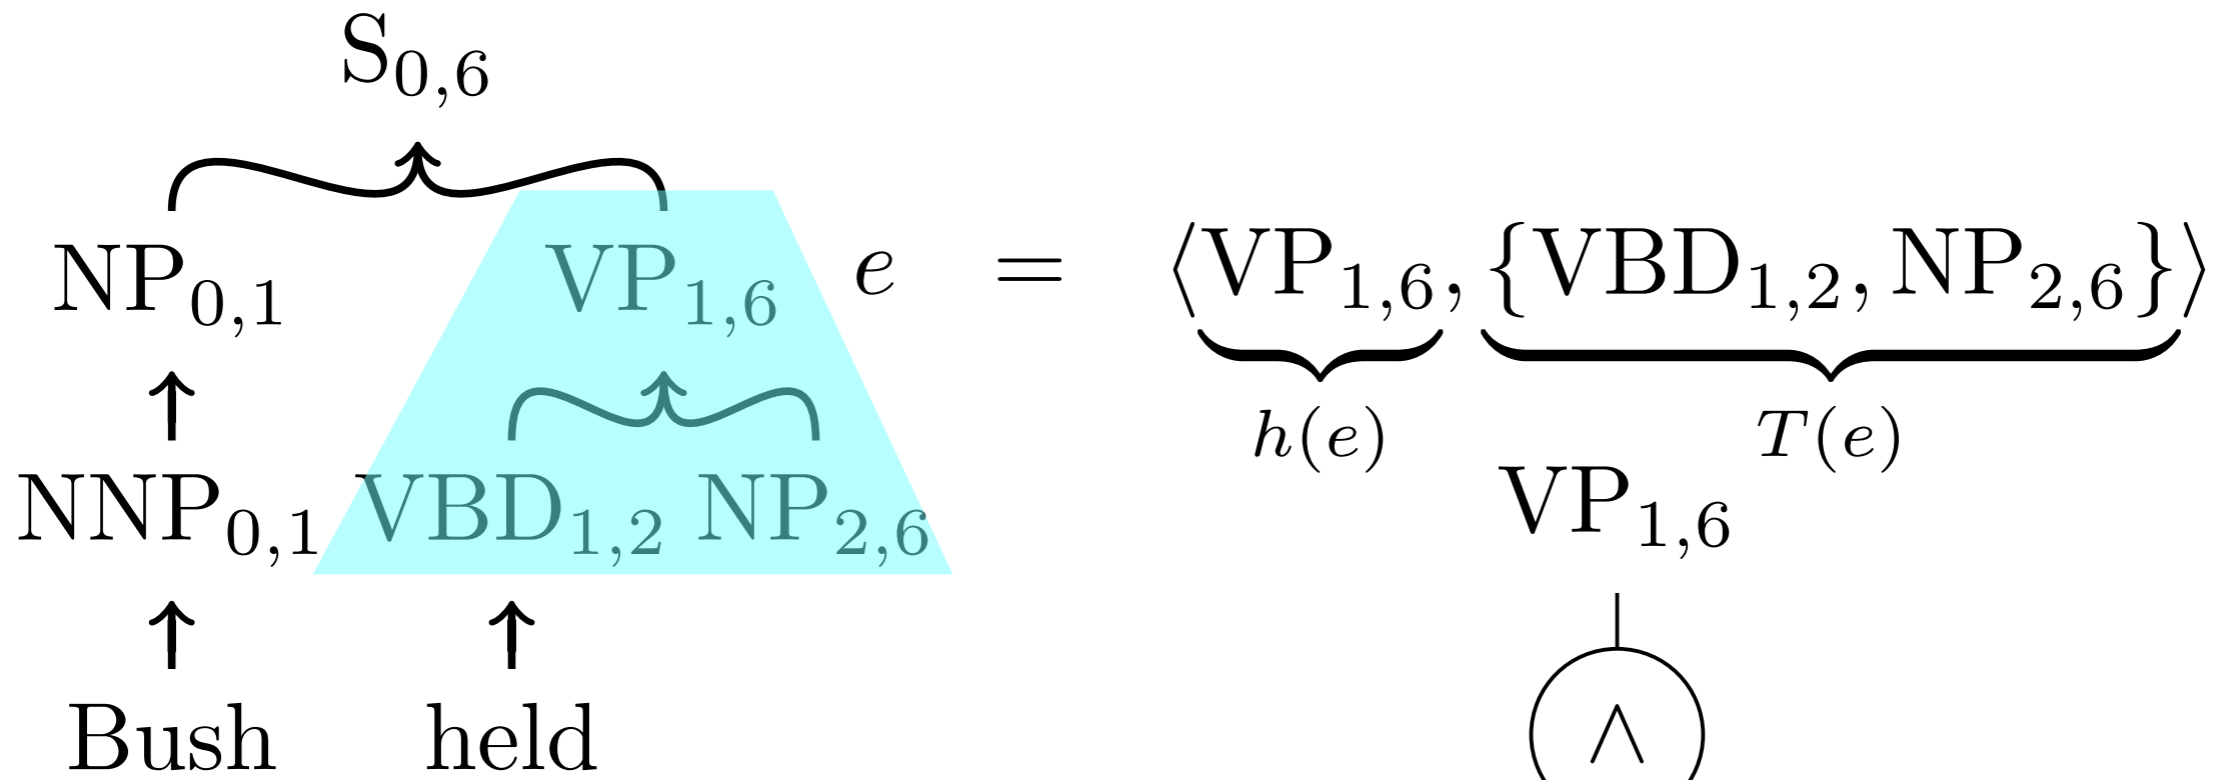 S0,6
NP0,1 VP1,6 e = ⟨VP1,6, {VBD1,2, NP2,6}⟩
h(e) T(e)
NNP0,1 VBD1,2 NP2,6 VP1,6
Bush held ∧